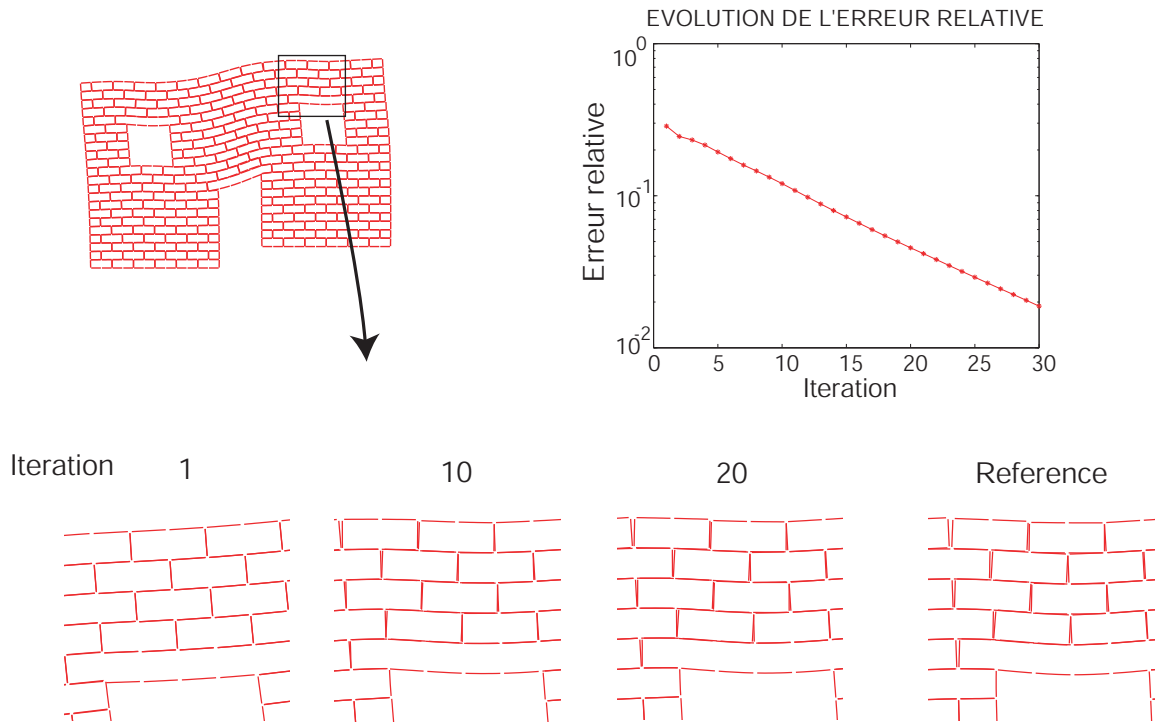 EVOLUTION DE L'ERREUR RELATIVE
10^0
10^-1
10^-2
Erreur relative
0 5 10 15 20 25 30
Iteration
Iteration 1 10 20 Reference